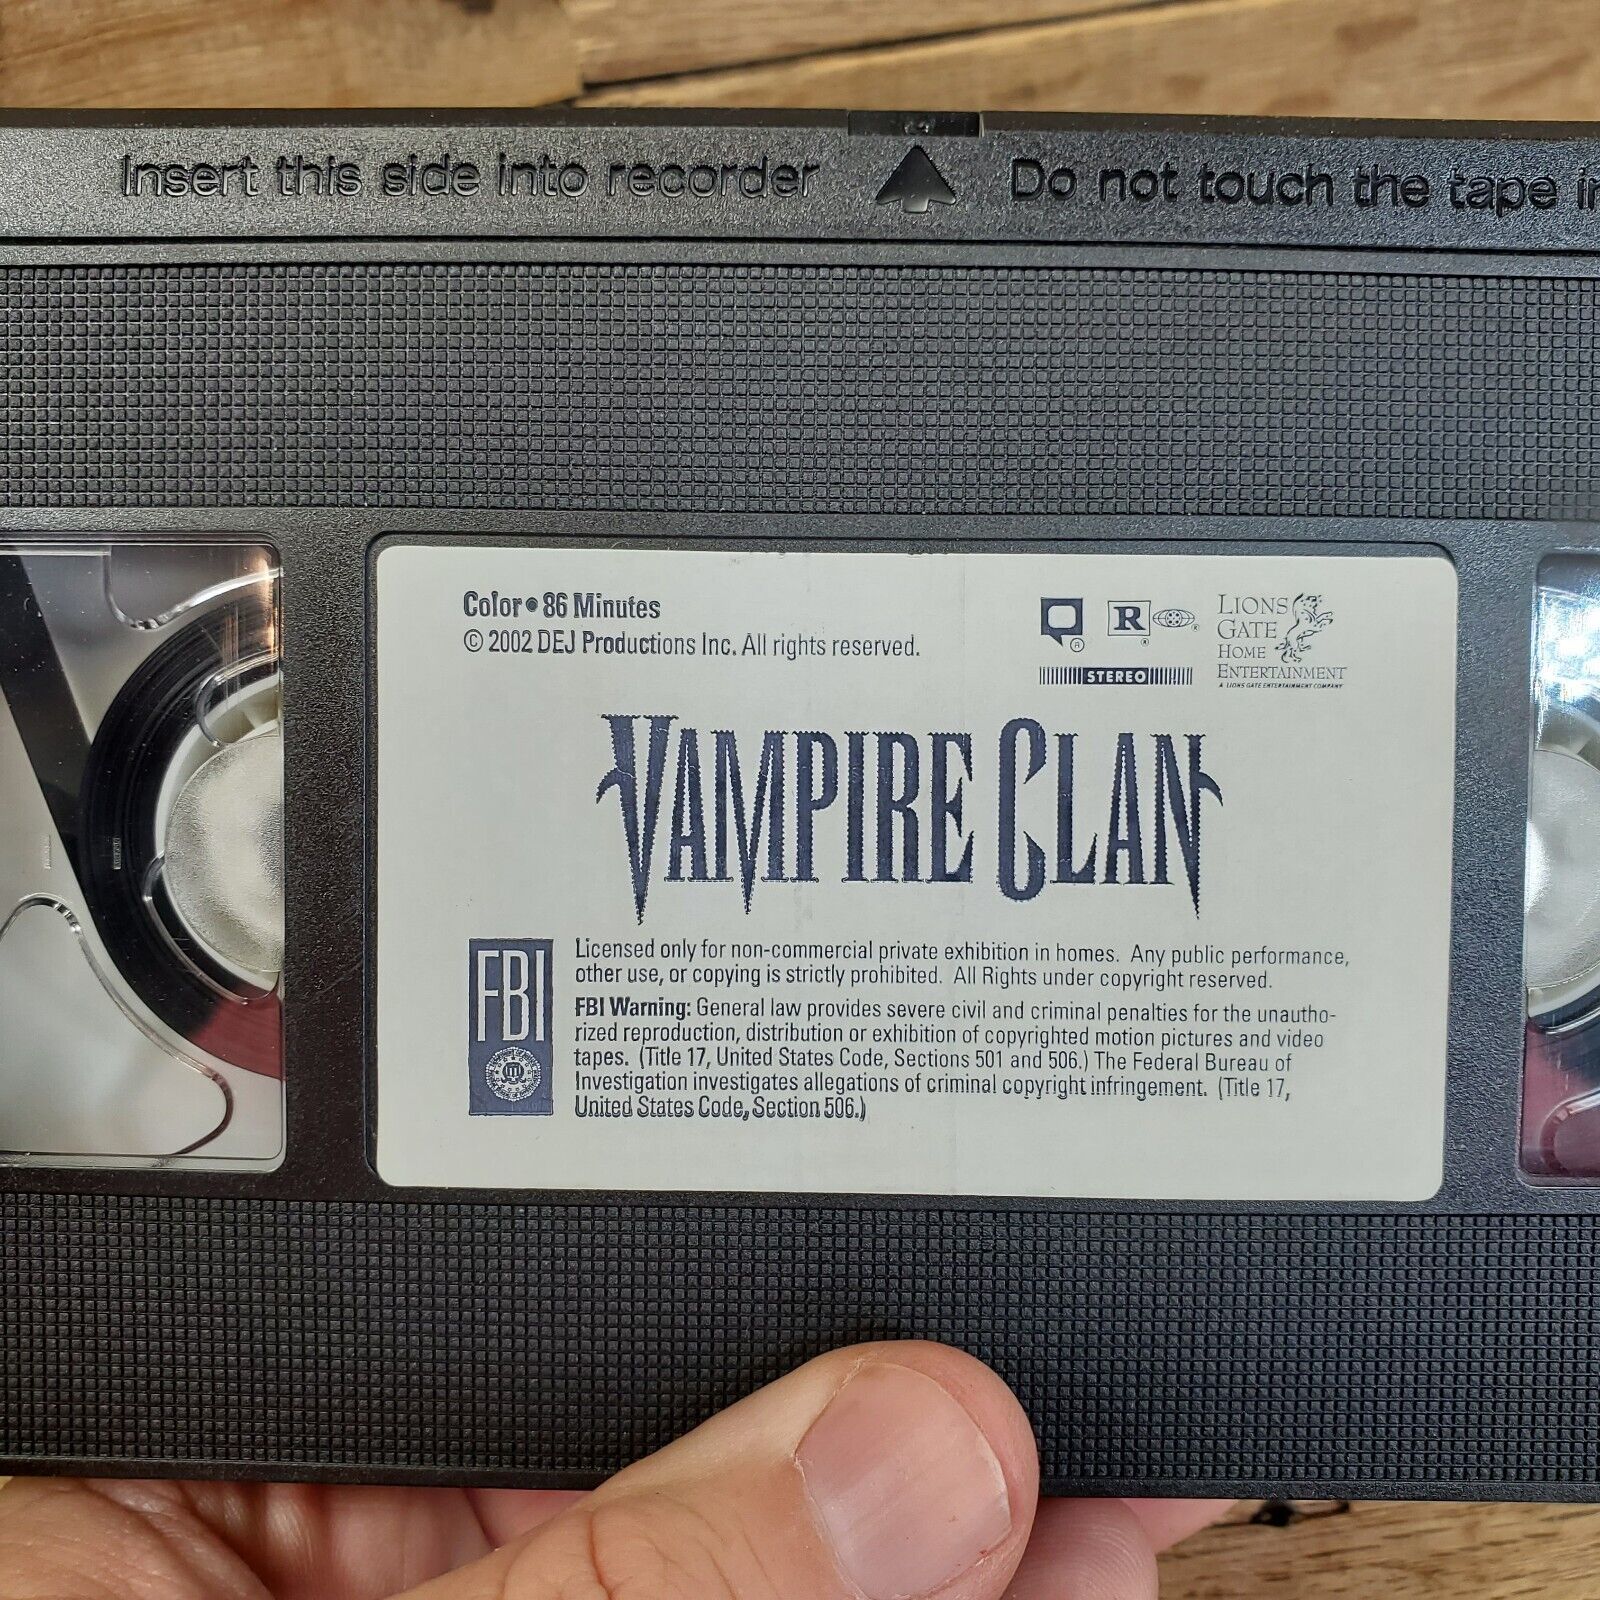 Insert this side into recorder
Do not touch the tape in
Color • 86 Minutes
© 2002 DEJ Productions Inc. All rights reserved.
R
STEREO
LIONS
GATE
HOME
ENTERTAINMENT
A LIONS GATE ENTERTAINMENT COMPANY
VAMPIRE CLAN
FBI
Licensed only for non-commercial private exhibition in homes. Any public performance,
other use, or copying is strictly prohibited. All Rights under copyright reserved.
FBI Warning: General law provides severe civil and criminal penalties for the unautho-
rized reproduction, distribution or exhibition of copyrighted motion pictures and video
tapes. (Title 17, United States Code, Sections 501 and 506.) The Federal Bureau of
Investigation investigates allegations of criminal copyright infringement. (Title 17,
United States Code, Section 506.)